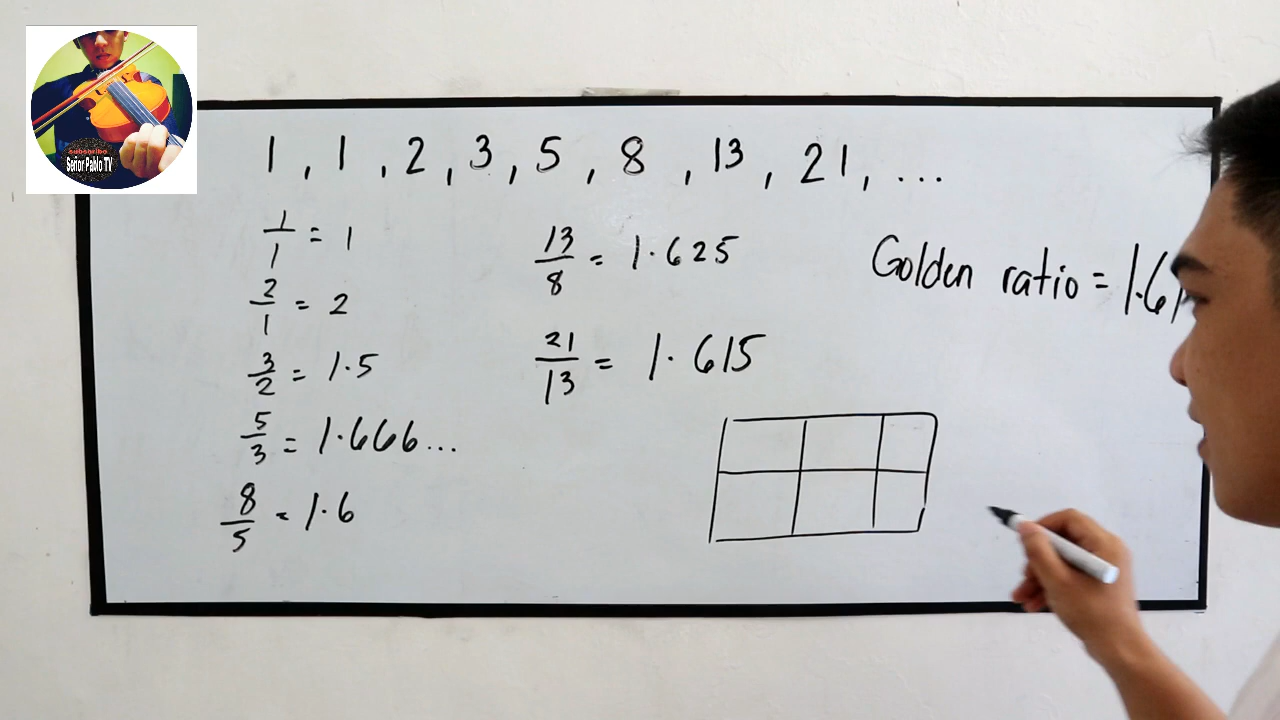 subscribe
Señor Pablo TV
1, 1, 2, 3, 5, 8, 13, 21, ...
1/1 = 1
2/1 = 2
3/2 = 1.5
5/3 = 1.666...
8/5 = 1.6
13/8 = 1.625
21/13 = 1.615
Golden ratio = 1.61